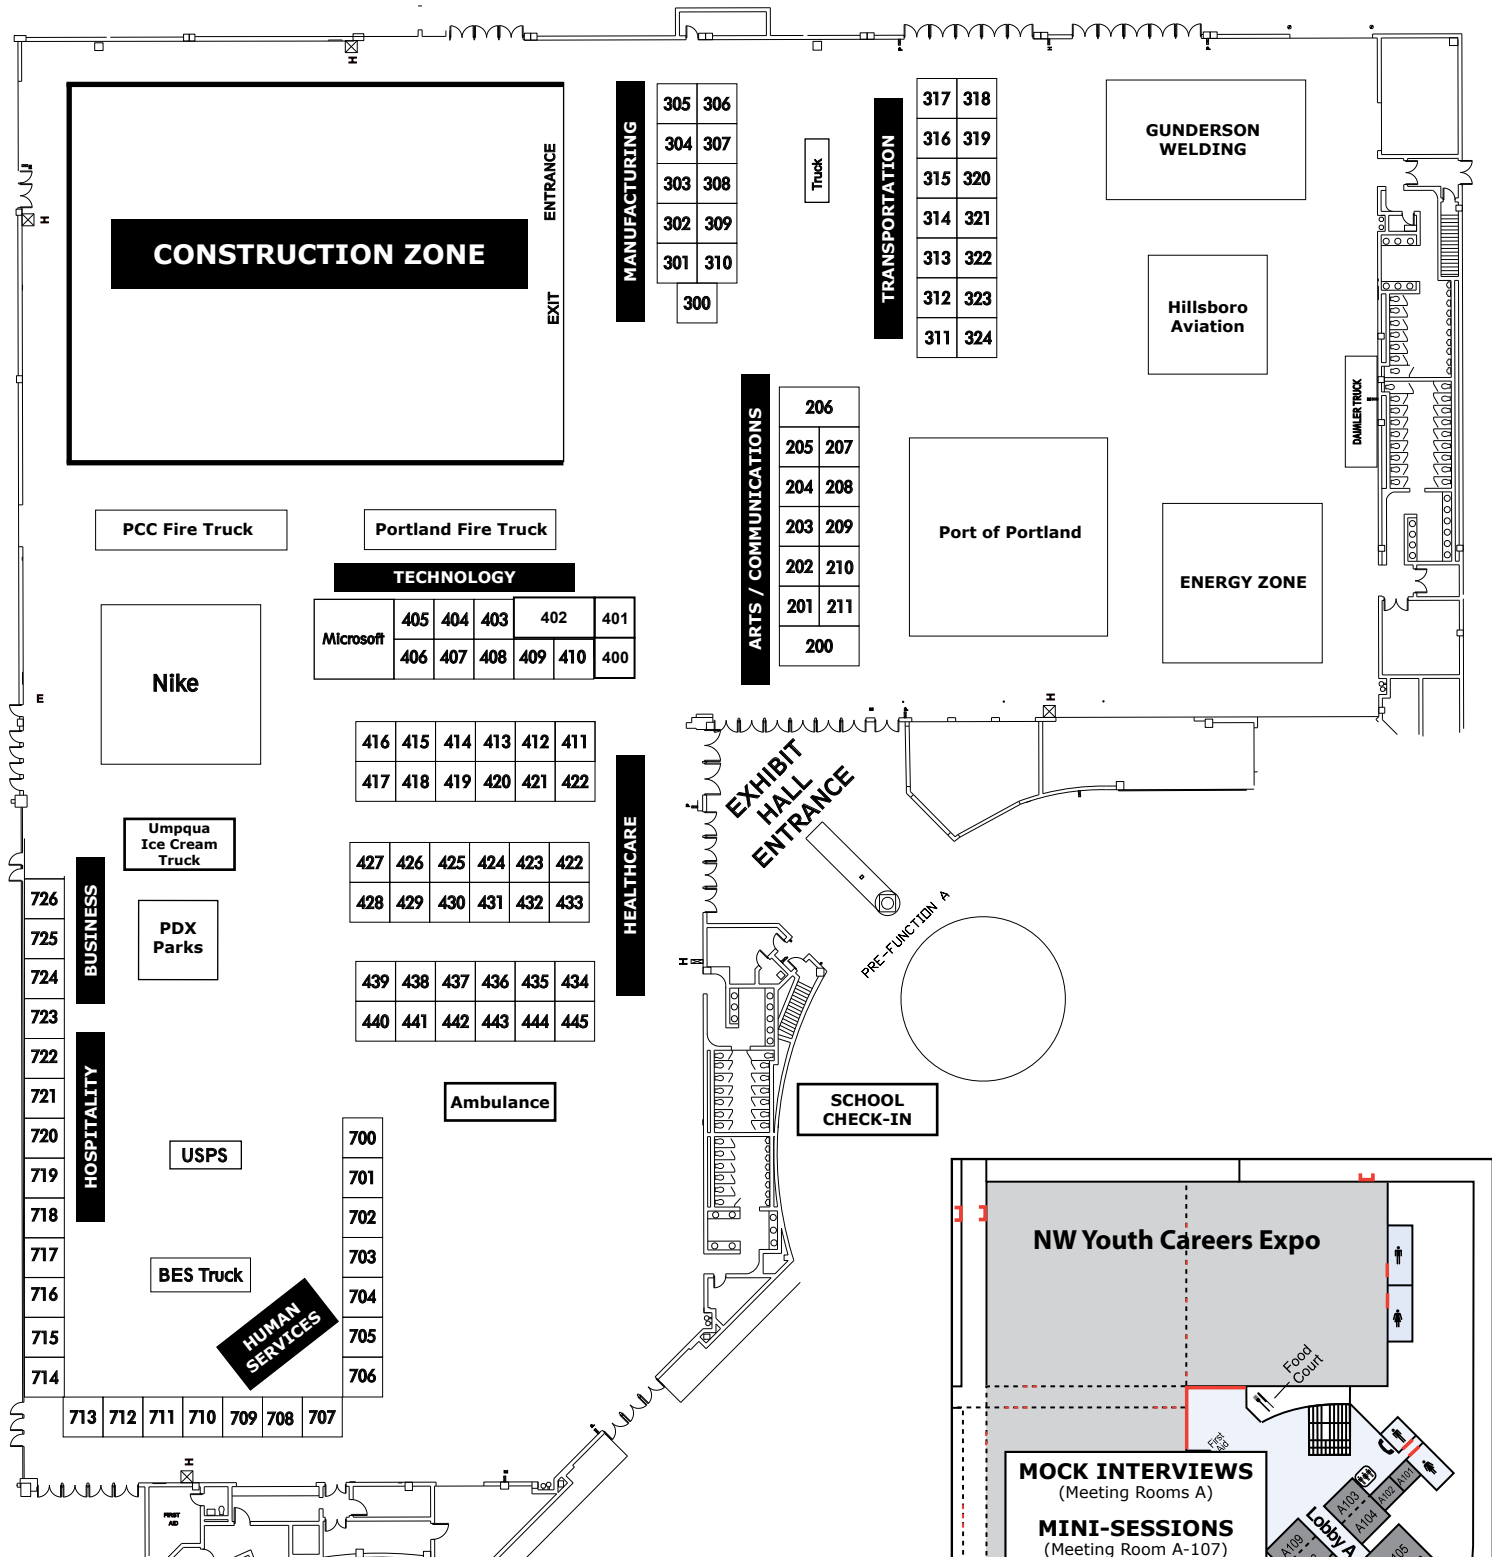 CONSTRUCTION ZONE
ENTRANCE
EXIT
MANUFACTURING
305 306
304 307
303 308
302 309
301 310
300
Truck
TRANSPORTATION
317 318
316 319
315 320
314 321
313 322
312 323
311 324
GUNDERSON
WELDING
Hillsboro
Aviation
DAIMLER TRUCK
ARTS / COMMUNICATIONS
206
205 207
204 208
203 209
202 210
201 211
200
Port of Portland
ENERGY ZONE
PCC Fire Truck
Portland Fire Truck
TECHNOLOGY
Microsoft
405 404 403 402 401
406 407 408 409 410 400
Nike
416 415 414 413 412 411
417 418 419 420 421 422
HEALTHCARE
427 426 425 424 423 422
428 429 430 431 432 433
439 438 437 436 435 434
440 441 442 443 444 445
Umpqua
Ice Cream
Truck
BUSINESS
PDX
Parks
726
725
724
723
722
721
720
719
718
717
716
715
714
HOSPITALITY
USPS
BES Truck
HUMAN
SERVICES
700
701
702
703
704
705
706
713 712 711 710 709 708 707
Ambulance
EXHIBIT
HALL
ENTRANCE
PRE-FUNCTION A
SCHOOL
CHECK-IN
FIRST
AID
H
H
H
H
H
H
E
NW Youth Careers Expo
Food
Court
First
Aid
MOCK INTERVIEWS
(Meeting Rooms A)
MINI-SESSIONS
(Meeting Room A-107)
Lobby A
A101
A102
A103
A104
A109